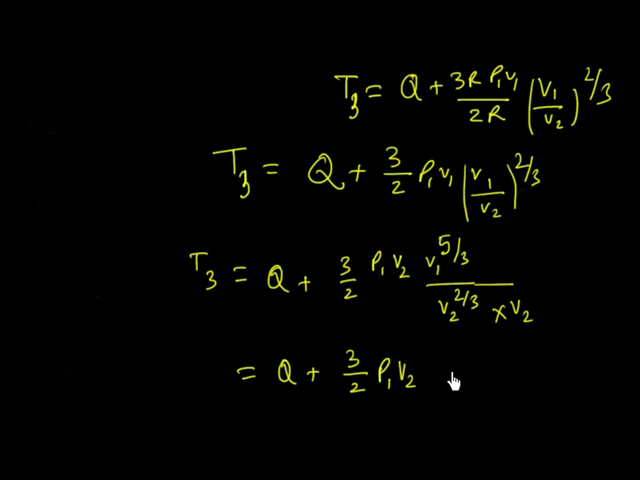 T₃ = Q + 3R P₁V₁/2R (V₁/V₂)^2/3
T₃ = Q + 3/2 P₁V₁ (V₁/V₂)^2/3
T₃ = Q + 3/2 P₁V₂ V₁^5/3 / V₂^2/3 × V₂
= Q + 3/2 P₁V₂